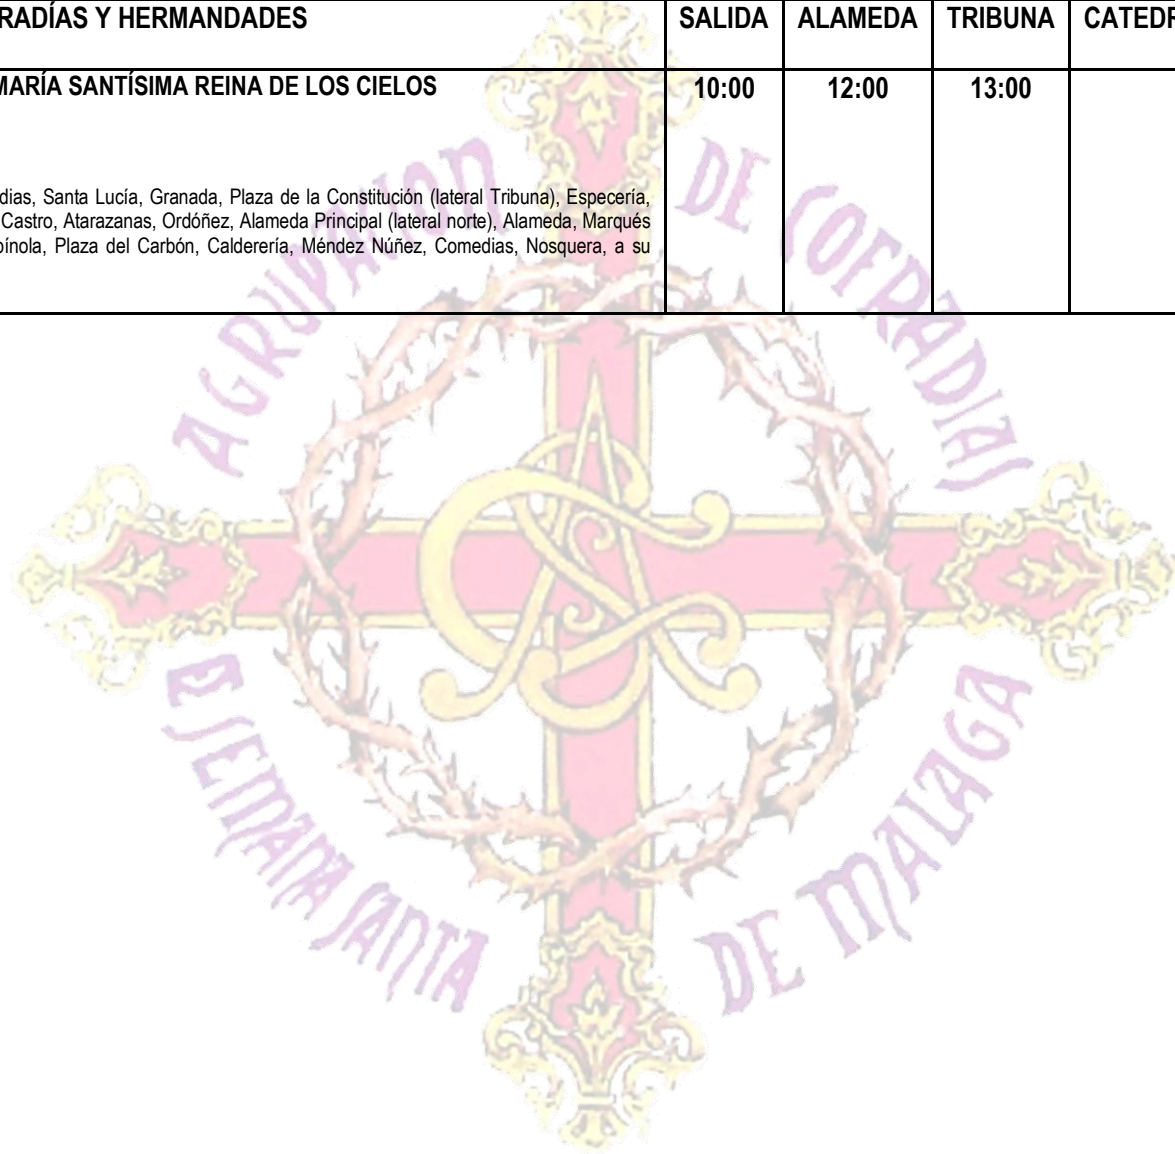 RADÍAS Y HERMANDADES SALIDA ALAMEDA TRIBUNA CATEDR
MARÍA SANTÍSIMA REINA DE LOS CIELOS 10:00 12:00 13:00
dias, Santa Lucía, Granada, Plaza de la Constitución (lateral Tribuna), Especería,
Castro, Atarazanas, Ordóñez, Alameda Principal (lateral norte), Alameda, Marqués
pínola, Plaza del Carbón, Calderería, Méndez Núñez, Comedias, Nosquera, a su
AGRUPACION DE COFRADIAS
DE SEMANA SANTA DE MALAGA